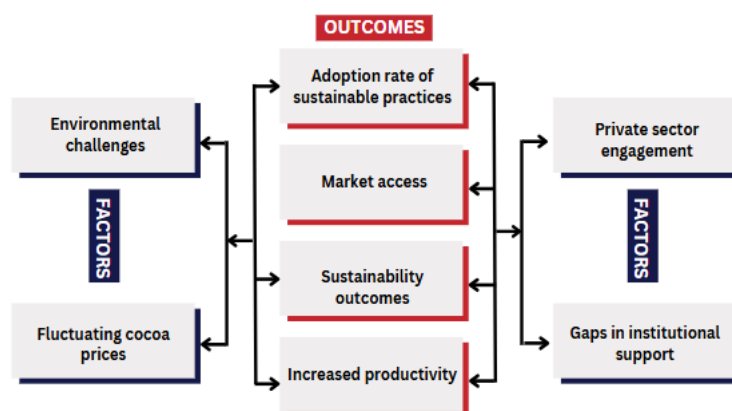 OUTCOMES
Adoption rate of
sustainable practices
Environmental
challenges
Private sector
engagement
Market access
FACTORS
FACTORS
Sustainability
outcomes
Fluctuating cocoa
prices
Gaps in institutional
support
Increased productivity